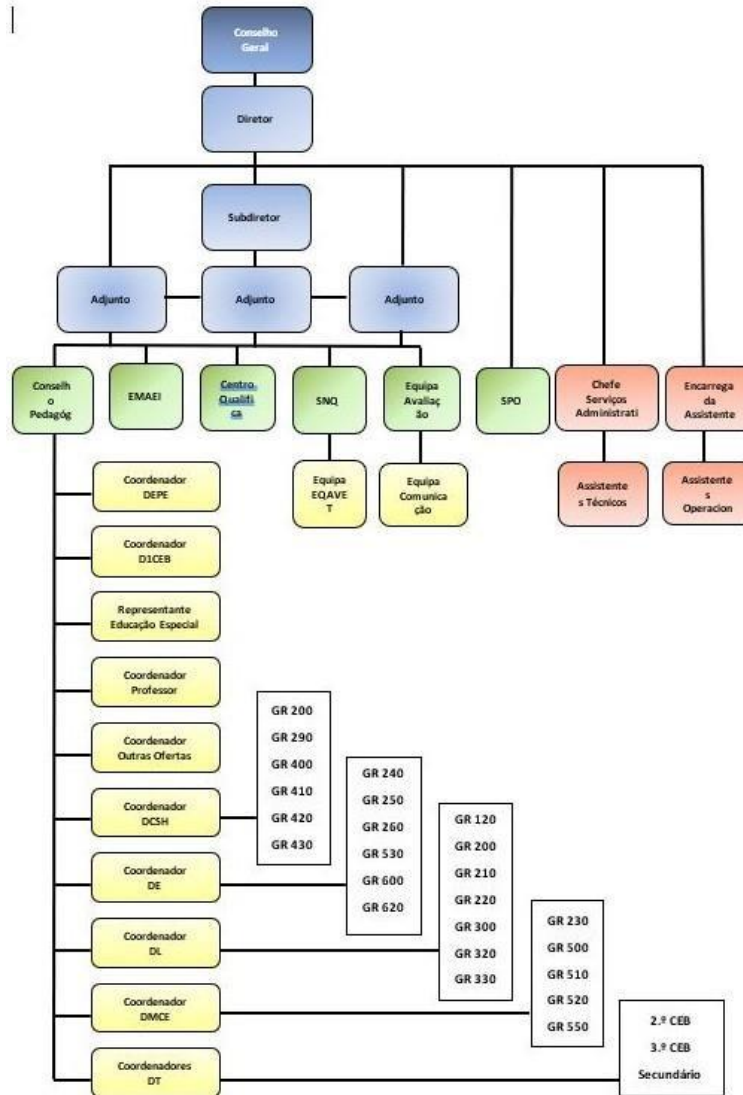 Conselho
Geral
Diretor
Subdiretor
Adjunto
Adjunto
Adjunto
Conselh
o
Pedagóg
EMAEI
Centro
Qualifi
ca
SNQ
Equipa
Avaliaç
ão
SPO
Chefe
Serviços
Administrati
Encarrega
da
Assistente
Equipa
EQAVE
T
Equipa
Comunica
ção
Assistente
s Técnicos
Assistente
s
Operacion
Coordenador
DEPE
Coordenador
D1CEB
Representante
Educação Especial
Coordenador
Professor
Coordenador
Outras Ofertas
Coordenador
DCSH
GR 200
GR 290
GR 400
GR 410
GR 420
GR 430
Coordenador
DE
GR 240
GR 250
GR 260
GR 530
GR 600
GR 620
Coordenador
DL
GR 120
GR 200
GR 210
GR 220
GR 300
GR 320
GR 330
Coordenador
DMCE
GR 230
GR 500
GR 510
GR 520
GR 550
Coordenadores
DT
2.º CEB
3.º CEB
Secundário